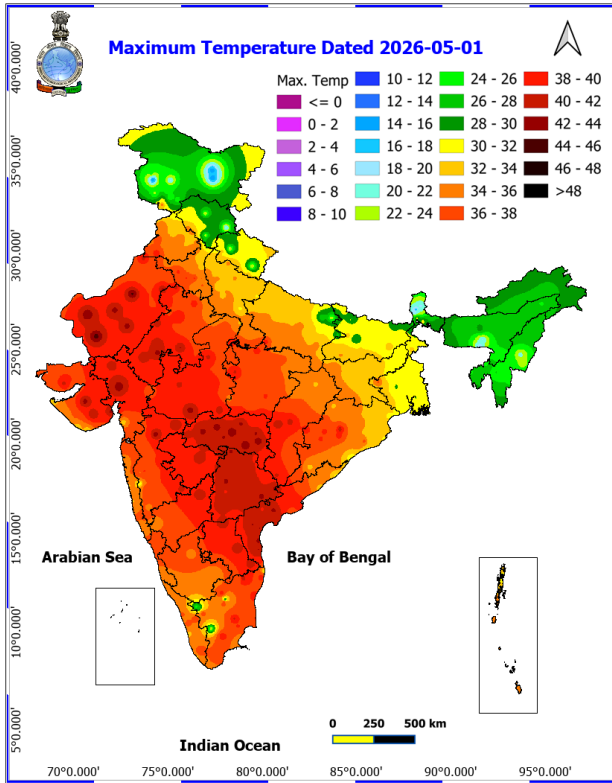 Maximum Temperature Dated 2026-05-01
Max. Temp
<= 0
0 - 2
2 - 4
4 - 6
6 - 8
8 - 10
10 - 12
12 - 14
14 - 16
16 - 18
18 - 20
20 - 22
22 - 24
24 - 26
26 - 28
28 - 30
30 - 32
32 - 34
34 - 36
36 - 38
38 - 40
40 - 42
42 - 44
44 - 46
46 - 48
>48
40°0.000'
35°0.000'
30°0.000'
25°0.000'
20°0.000'
15°0.000'
10°0.000'
5°0.000'
Arabian Sea
Bay of Bengal
0 250 500 km
Indian Ocean
70°0.000' 75°0.000' 80°0.000' 85°0.000' 90°0.000' 95°0.000'